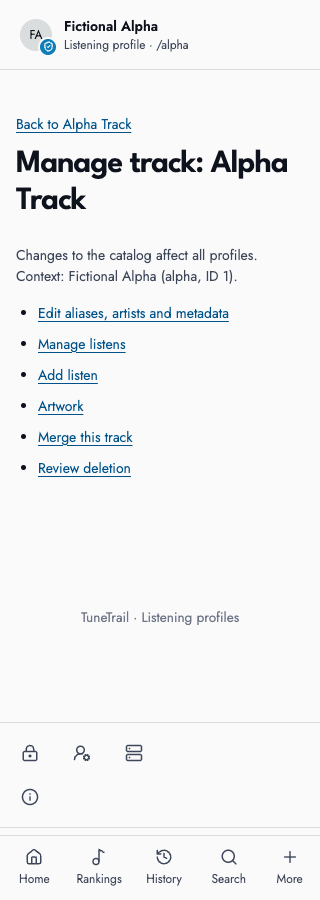 FA
Fictional Alpha
Listening profile · /alpha
Back to Alpha Track
Manage track: Alpha
Track
Changes to the catalog affect all profiles.
Context: Fictional Alpha (alpha, ID 1).
Edit aliases, artists and metadata
Manage listens
Add listen
Artwork
Merge this track
Review deletion
TuneTrail · Listening profiles
Home
Rankings
History
Search
More